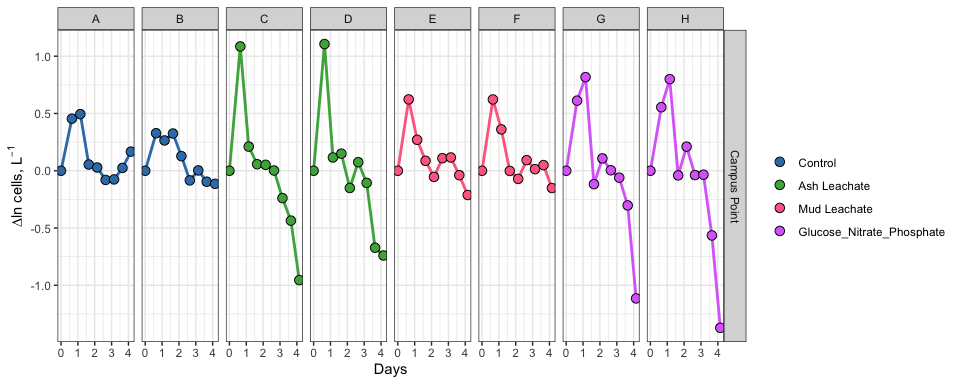 A B C D E F G H
1.0
0.5
0.0
-0.5
-1.0
Δln cells, L⁻¹
Campus Point
0 1 2 3 4 0 1 2 3 4 0 1 2 3 4 0 1 2 3 4 0 1 2 3 4 0 1 2 3 4 0 1 2 3 4 0 1 2 3 4
Days
Control
Ash Leachate
Mud Leachate
Glucose_Nitrate_Phosphate